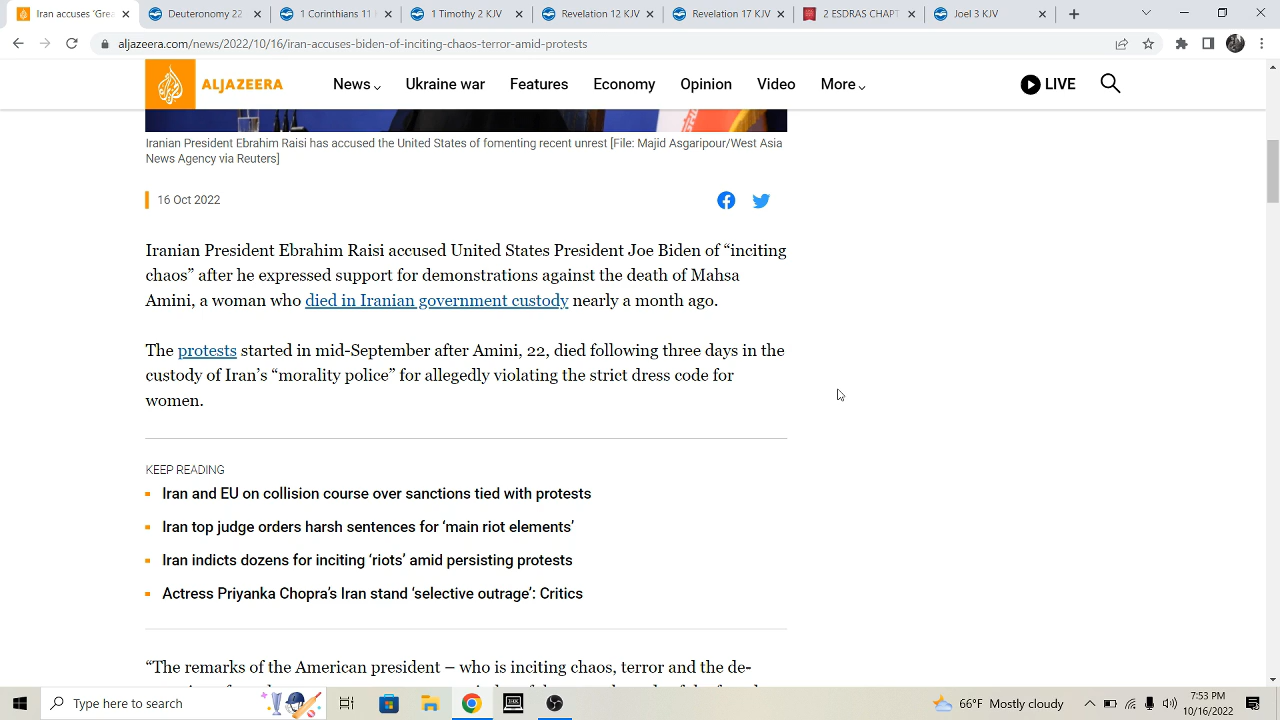 Iran accuses 'Grea
Deuteronomy 22
1 Corinthians 11
1 Timothy 2 KJV
Revelation 12 KJV
Revelation 17 KJV
2 ESDRAS CHAPT
Joel 3 KJV
aljazeera.com/news/2022/10/16/iran-accuses-biden-of-inciting-chaos-terror-amid-protests
ALJAZEERA
News
Ukraine war
Features
Economy
Opinion
Video
More
LIVE
Iranian President Ebrahim Raisi has accused the United States of fomenting recent unrest [File: Majid Asgaripour/West Asia
News Agency via Reuters]
16 Oct 2022
Iranian President Ebrahim Raisi accused United States President Joe Biden of “inciting
chaos” after he expressed support for demonstrations against the death of Mahsa
Amini, a woman who died in Iranian government custody nearly a month ago.
The protests started in mid-September after Amini, 22, died following three days in the
custody of Iran’s “morality police” for allegedly violating the strict dress code for
women.
KEEP READING
Iran and EU on collision course over sanctions tied with protests
Iran top judge orders harsh sentences for ‘main riot elements’
Iran indicts dozens for inciting ‘riots’ amid persisting protests
Actress Priyanka Chopra’s Iran stand ‘selective outrage’: Critics
“The remarks of the American president – who is inciting chaos, terror and the de-
Type here to search
66°F Mostly cloudy
7:53 PM
10/16/2022